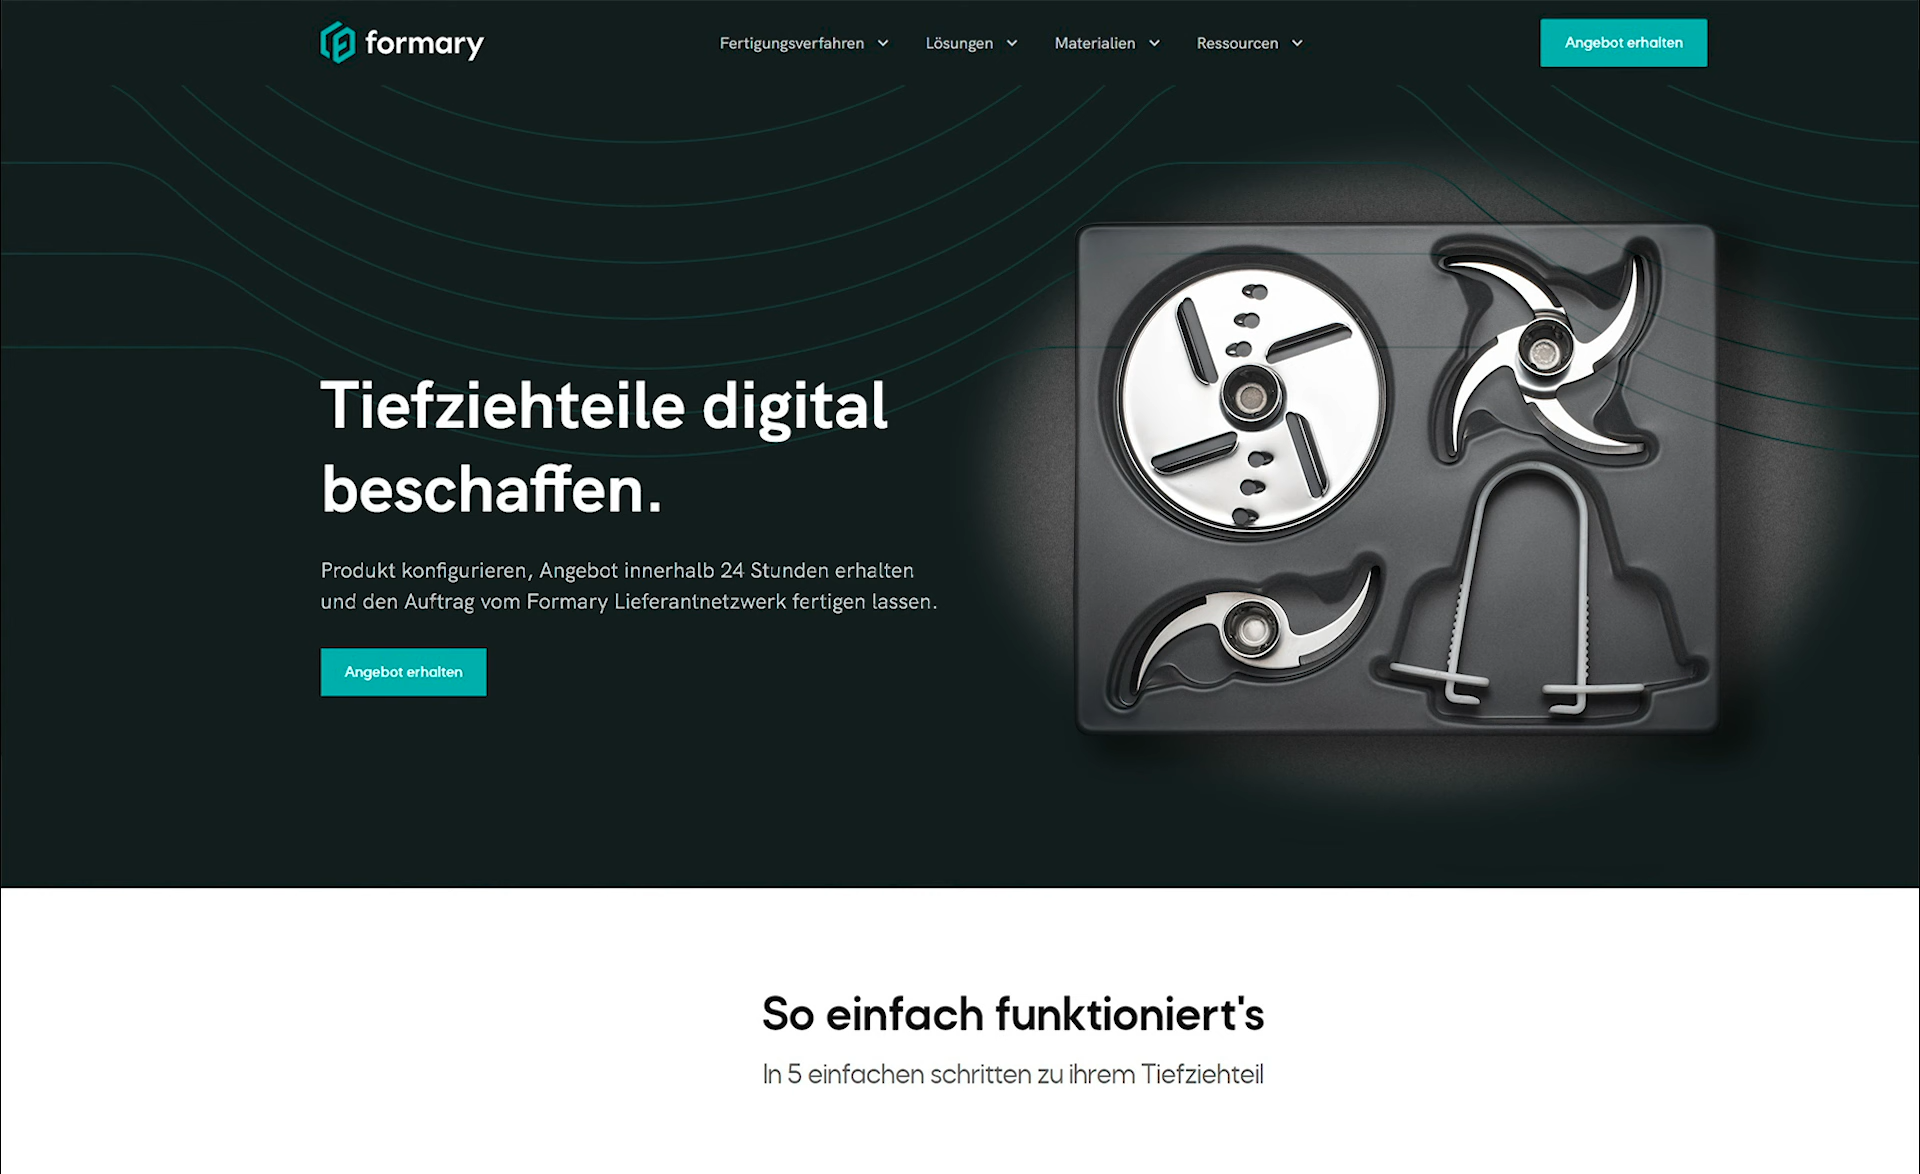 formary
Fertigungsverfahren
Lösungen
Materialien
Ressourcen
Angebot erhalten
Tiefziehteile digital
beschaffen.
Produkt konfigurieren, Angebot innerhalb 24 Stunden erhalten
und den Auftrag vom Formary Lieferantnetzwerk fertigen lassen.
Angebot erhalten
So einfach funktioniert's
In 5 einfachen schritten zu ihrem Tiefziehteil